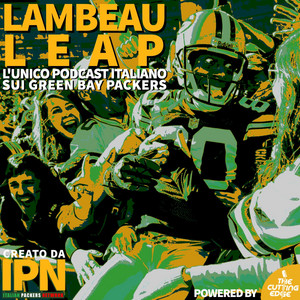 LAMBEAU
LEAP
L'UNICO PODCAST ITALIANO
SUI GREEN BAY PACKERS
CREATO DA
IPN
ITALIAN PACKERS NETWORK
POWERED BY
THE
CUTTING
EDGE